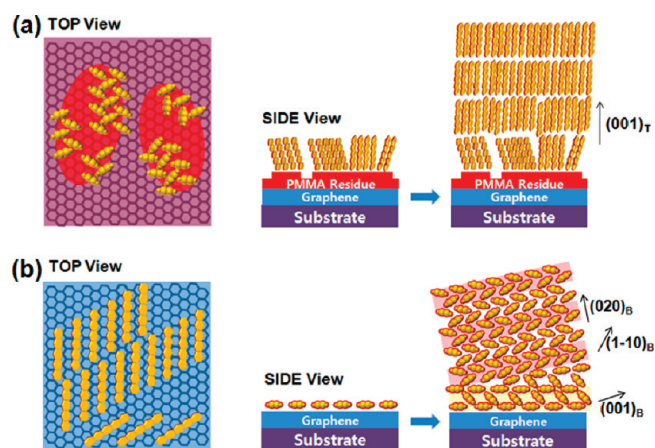 (a) TOP View
SIDE View
PMMA Residue
Graphene
Substrate
PMMA Residue
Graphene
Substrate
(001)T
(b) TOP View
SIDE View
Graphene
Substrate
Graphene
Substrate
(020)B
(1-10)B
(001)B